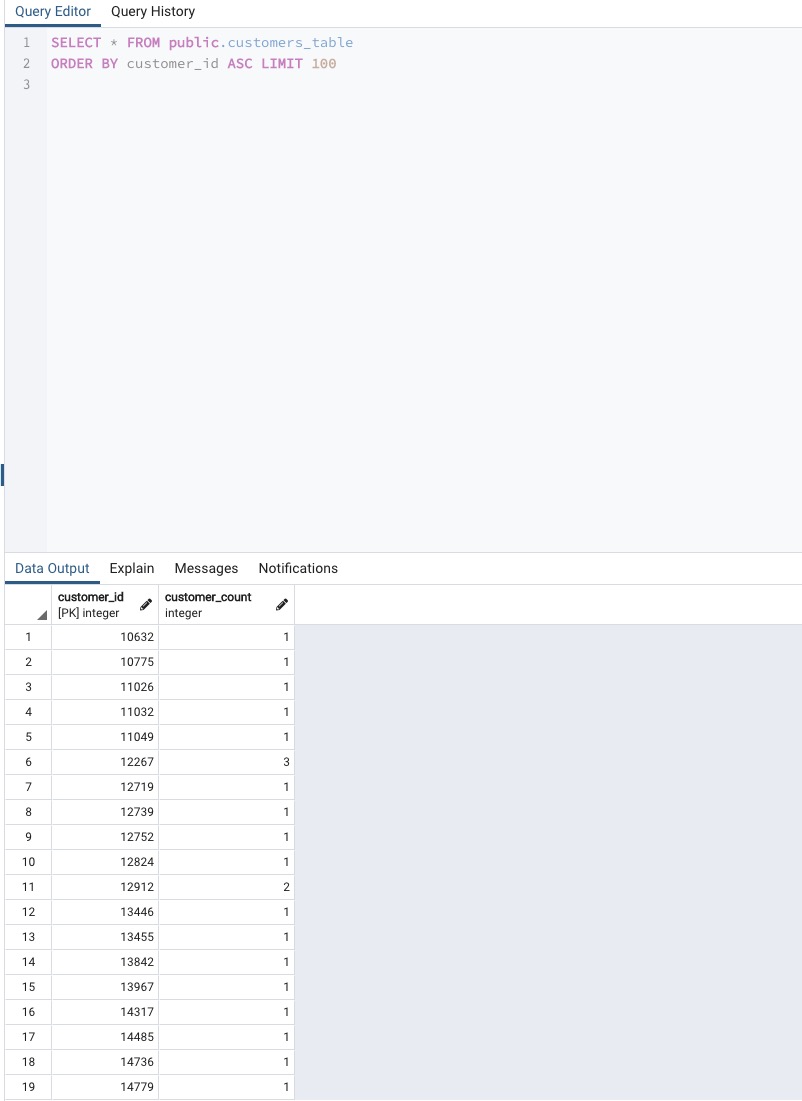 Query Editor Query History
1 SELECT * FROM public.customers_table
2 ORDER BY customer_id ASC LIMIT 100
3
Data Output Explain Messages Notifications
customer_id customer_count
[PK] integer integer
1 10632 1
2 10775 1
3 11026 1
4 11032 1
5 11049 1
6 12267 3
7 12719 1
8 12739 1
9 12752 1
10 12824 1
11 12912 2
12 13446 1
13 13455 1
14 13842 1
15 13967 1
16 14317 1
17 14485 1
18 14736 1
19 14779 1